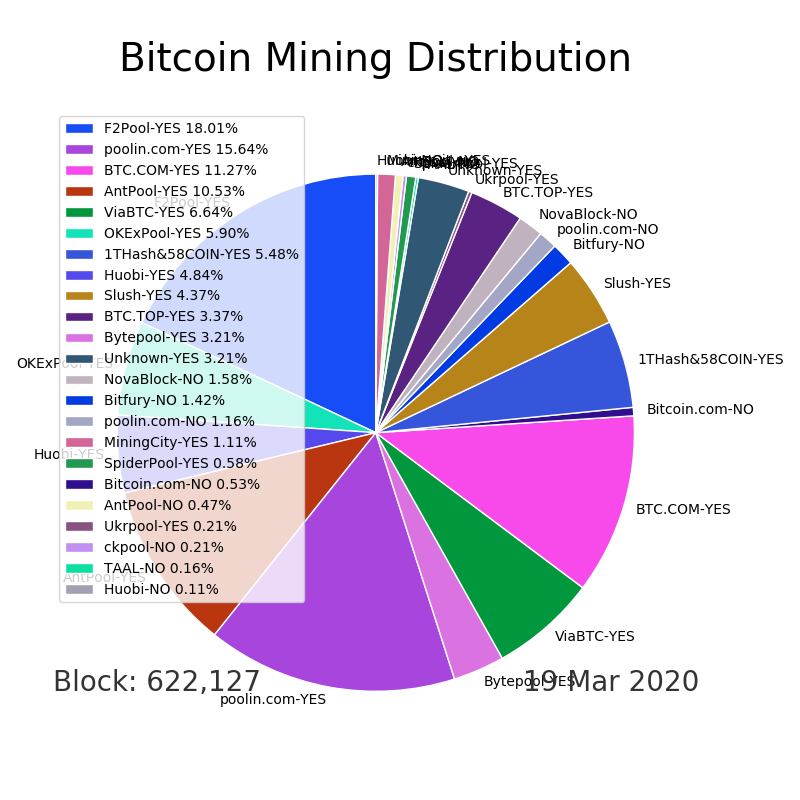 Bitcoin Mining Distribution
F2Pool-YES 18.01%
poolin.com-YES 15.64%
BTC.COM-YES 11.27%
AntPool-YES 10.53%
ViaBTC-YES 6.64%
OKExPool-YES 5.90%
1THash&58COIN-YES 5.48%
Huobi-YES 4.84%
Slush-YES 4.37%
BTC.TOP-YES 3.37%
Bytepool-YES 3.21%
Unknown-YES 3.21%
NovaBlock-NO 1.58%
Bitfury-NO 1.42%
poolin.com-NO 1.16%
MiningCity-YES 1.11%
SpiderPool-YES 0.58%
Bitcoin.com-NO 0.53%
AntPool-NO 0.47%
Ukrpool-YES 0.21%
ckpool-NO 0.21%
TAAL-NO 0.16%
Huobi-NO 0.11%
Unknown-YES
Ukrpool-YES
BTC.TOP-YES
NovaBlock-NO
poolin.com-NO
Bitfury-NO
Slush-YES
1THash&58COIN-YES
Bitcoin.com-NO
BTC.COM-YES
ViaBTC-YES
Bytepool-YES
poolin.com-YES
AntPool-YES
Huobi-YES
OKExPool-YES
F2Pool-YES
Block: 622,127
19 Mar 2020